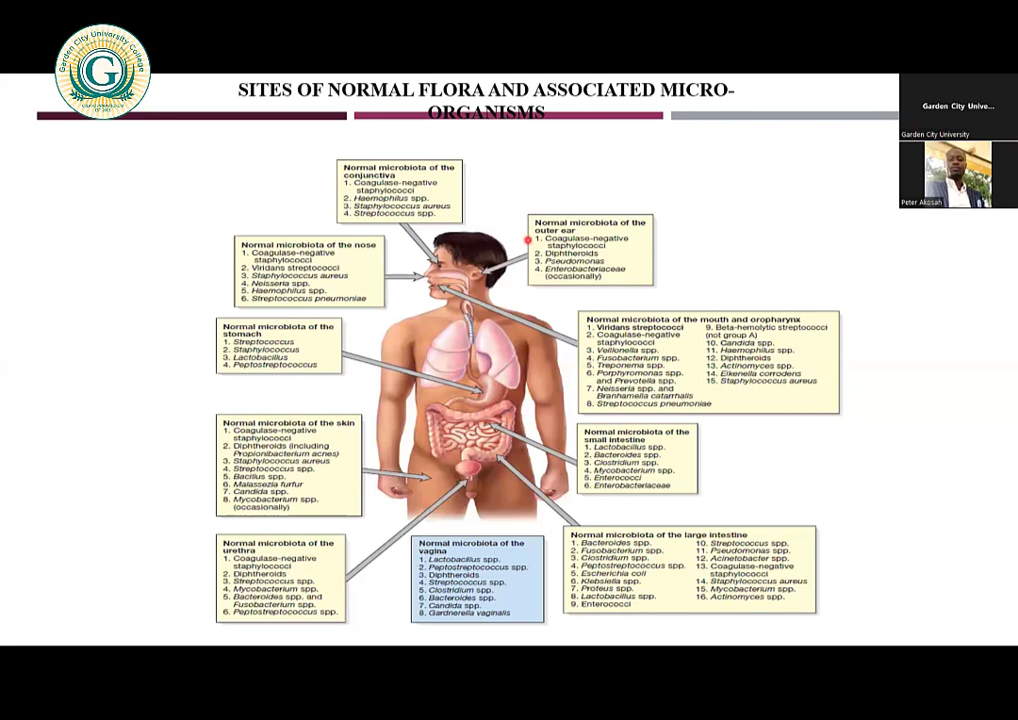 Garden City University College
G
SITES OF NORMAL FLORA AND ASSOCIATED MICRO-
ORGANISMS
Garden City Unive...
Garden City University
Peter Akosah
Normal microbiota of the
conjunctiva
1. Coagulase-negative
staphylococci
2. Haemophilus spp.
3. Staphylococcus aureus
4. Streptococcus spp.
Normal microbiota of the
outer ear
1. Coagulase-negative
staphylococci
2. Diphtheroids
3. Pseudomonas
4. Enterobacteriaceae
(occasionally)
Normal microbiota of the nose
1. Coagulase-negative
staphylococci
2. Viridans streptococci
3. Staphylococcus aureus
4. Neisseria spp.
5. Haemophilus spp.
6. Streptococcus pneumoniae
Normal microbiota of the
stomach
1. Streptococcus
2. Staphylococcus
3. Lactobacillus
4. Peptostreptococcus
Normal microbiota of the mouth and oropharynx
1. Viridans streptococci
2. Coagulase-negative
staphylococci
3. Veillonella spp.
4. Fusobacterium spp.
5. Treponema spp.
6. Porphyromonas spp.
and Prevotella spp.
7. Neisseria spp. and
Branhamella catarrhalis
8. Streptococcus pneumoniae
9. Beta-hemolytic streptococci
(not group A)
10. Candida spp.
11. Haemophilus spp.
12. Diphtheroids
13. Actinomyces spp.
14. Eikenella corrodens
15. Staphylococcus aureus
Normal microbiota of the skin
1. Coagulase-negative
staphylococci
2. Diphtheroids (including
Propionibacterium acnes)
3. Staphylococcus aureus
4. Streptococcus spp.
5. Bacillus spp.
6. Malassezia furfur
7. Candida spp.
8. Mycobacterium spp.
(occasionally)
Normal microbiota of the
small intestine
1. Lactobacillus spp.
2. Bacteroides spp.
3. Clostridium spp.
4. Mycobacterium spp.
5. Enterococci
6. Enterobacteriaceae
Normal microbiota of the
urethra
1. Coagulase-negative
staphylococci
2. Diphtheroids
3. Streptococcus spp.
4. Mycobacterium spp.
5. Bacteroides spp. and
Fusobacterium spp.
6. Peptostreptococcus spp.
Normal microbiota of the
vagina
1. Lactobacillus spp.
2. Peptostreptococcus spp.
3. Diphtheroids
4. Streptococcus spp.
5. Clostridium spp.
6. Bacteroides spp.
7. Candida spp.
8. Gardnerella vaginalis
Normal microbiota of the large intestine
1. Bacteroides spp.
2. Fusobacterium spp.
3. Clostridium spp.
4. Peptostreptococcus spp.
5. Escherichia coli
6. Klebsiella spp.
7. Proteus spp.
8. Lactobacillus spp.
9. Enterococci
10. Streptococcus spp.
11. Pseudomonas spp.
12. Acinetobacter spp.
13. Coagulase-negative
staphylococci
14. Staphylococcus aureus
15. Mycobacterium spp.
16. Actinomyces spp.